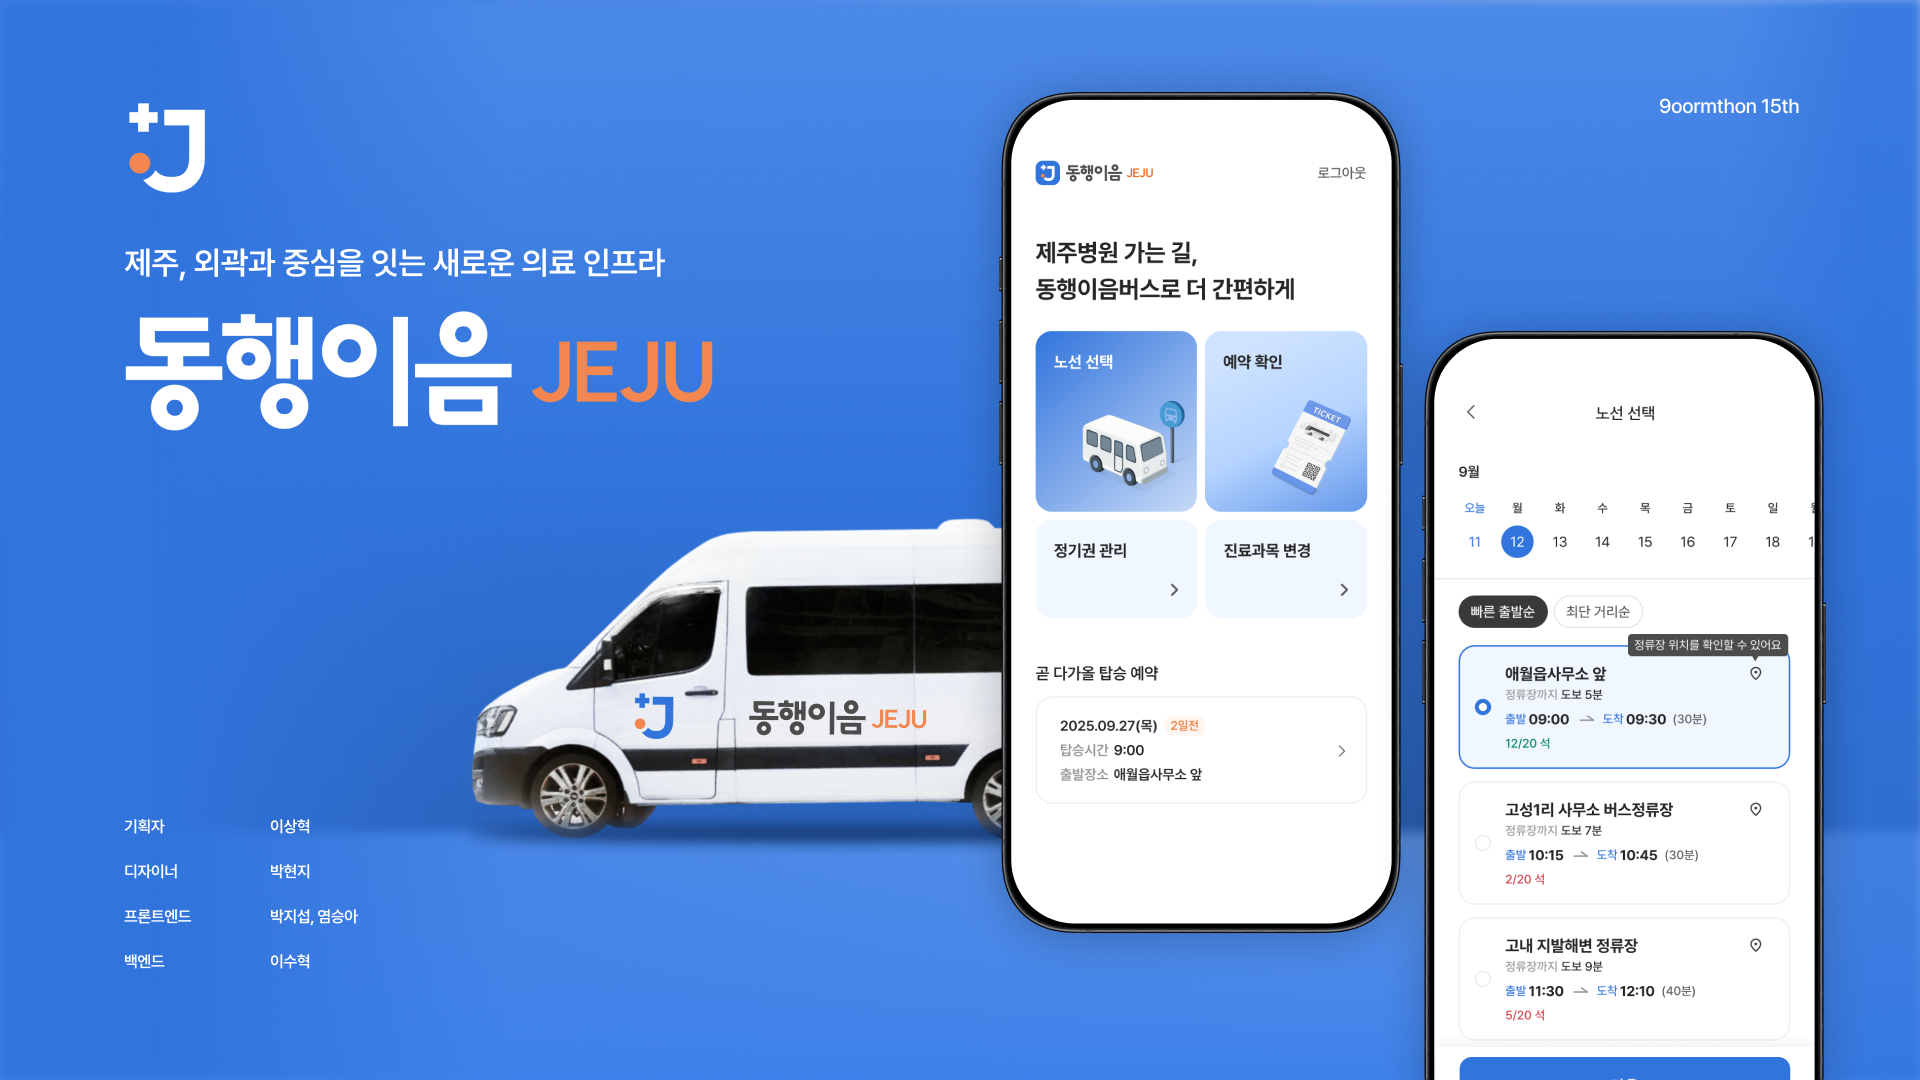 9oormthon 15th
제주, 외곽과 중심을 잇는 새로운 의료 인프라
동행이음 JEJU
기획자 이상혁
디자이너 박현지
프론트엔드 박지섭, 염승아
백엔드 이수혁
동행이음 JEJU
동행이음 JEJU
로그아웃
제주병원 가는 길,
동행이음버스로 더 간편하게
노선 선택
예약 확인
TICKET
정기권 관리
진료과목 변경
곧 다가올 탑승 예약
2025.09.27(목) 2일전
탑승시간 9:00
출발장소 애월읍사무소 앞
노선 선택
9월
오늘 월 화 수 목 금 토 일
11 12 13 14 15 16 17 18
빠른 출발순 최단 거리순
정류장 위치를 확인할 수 있어요
애월읍사무소 앞
정류장까지 도보 5분
출발 09:00 도착 09:30 (30분)
12/20 석
고성1리 사무소 버스정류장
정류장까지 도보 7분
출발 10:15 도착 10:45 (30분)
2/20 석
고내 지발해변 정류장
정류장까지 도보 9분
출발 11:30 도착 12:10 (40분)
5/20 석